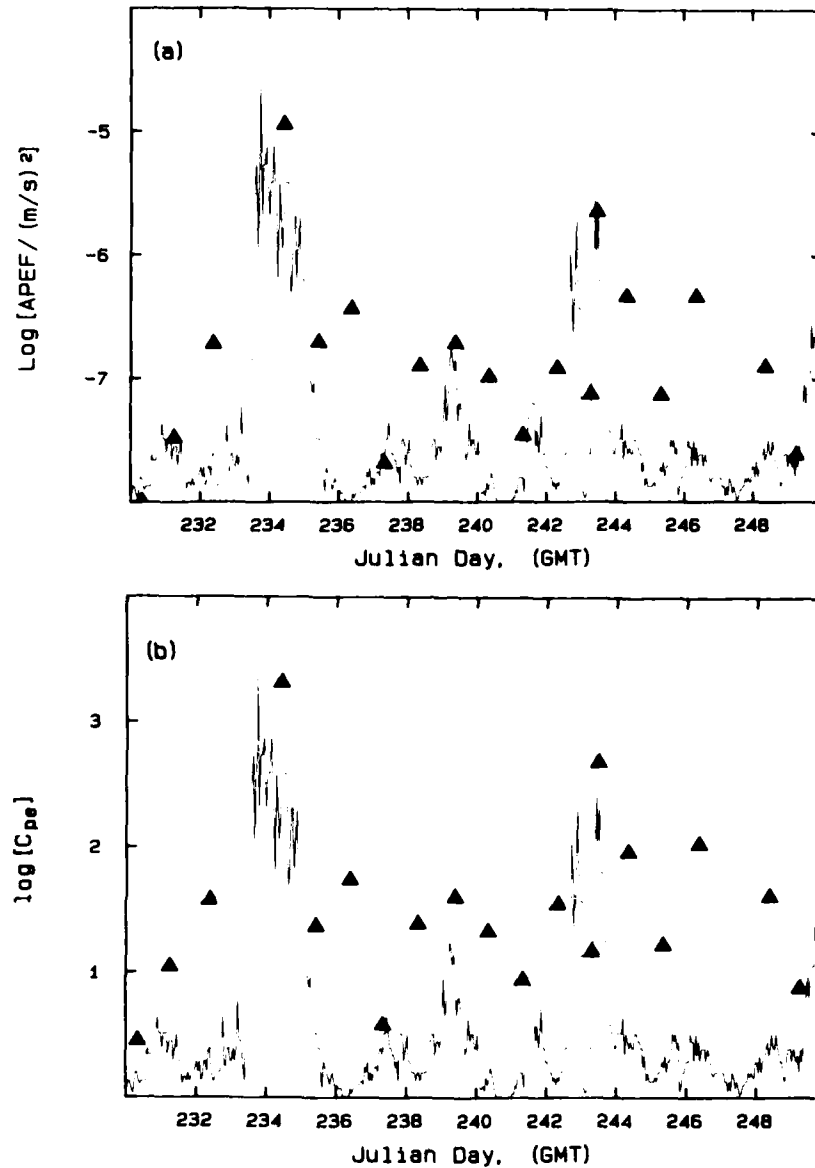 (a)
Log [APEF/ (m/s) ²]
-5
-6
-7
232 234 236 238 240 242 244 246 248
Julian Day, (GMT)
(b)
log [Cpe]
3
2
1
232 234 236 238 240 242 244 246 248
Julian Day, (GMT)